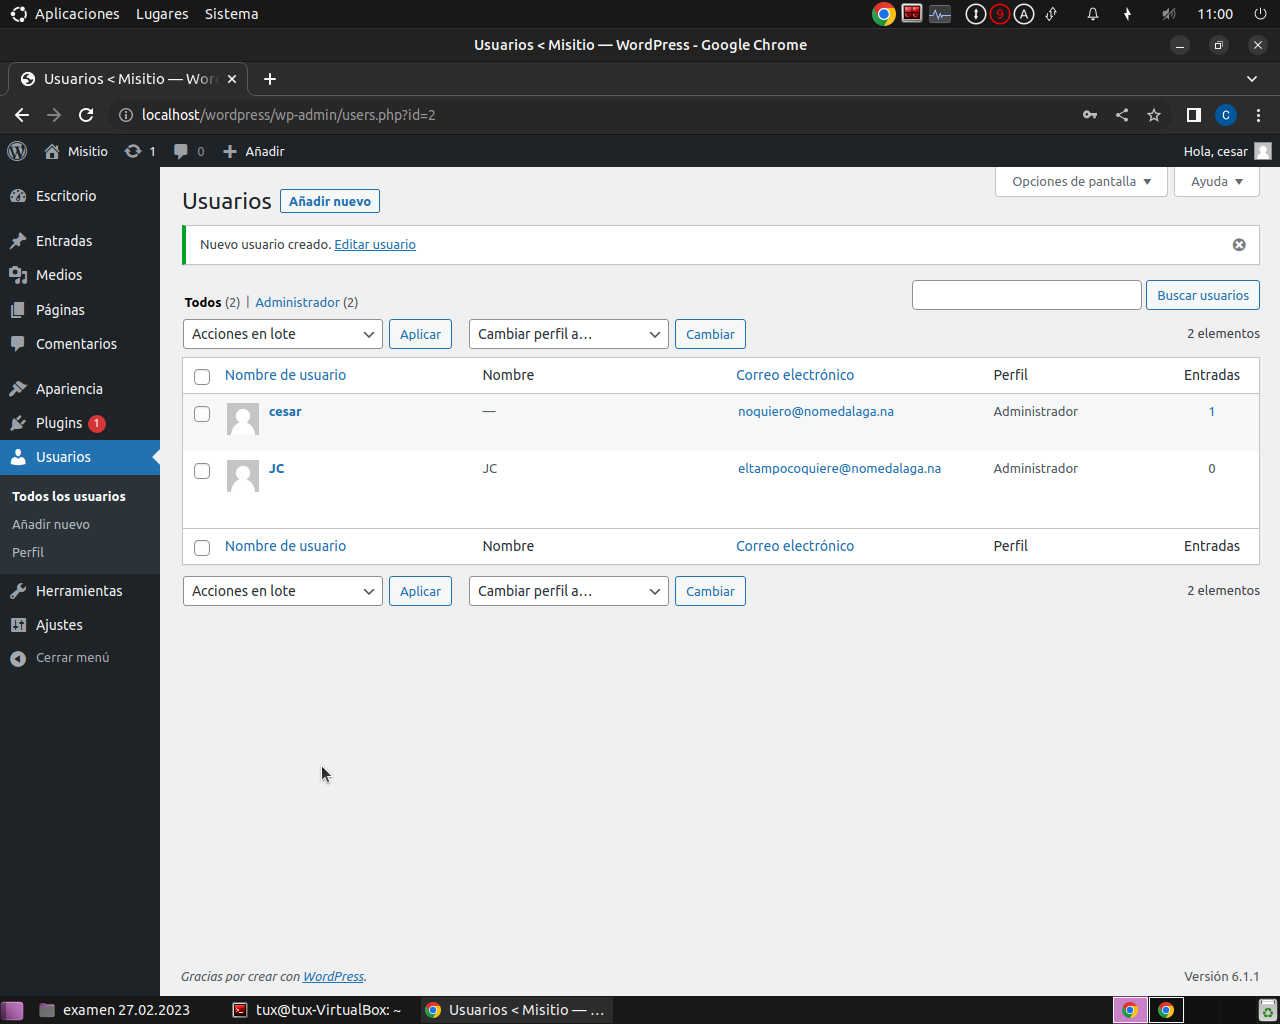 Aplicaciones Lugares Sistema
9 A 11:00
Usuarios < Misitio — WordPress - Google Chrome
Usuarios < Misitio — Wor
localhost/wordpress/wp-admin/users.php?id=2
C
Misitio 1 0 Añadir
Hola, cesar
Escritorio
Entradas
Medios
Páginas
Comentarios
Apariencia
Plugins 1
Usuarios
Todos los usuarios
Añadir nuevo
Perfil
Herramientas
Ajustes
Cerrar menú
Opciones de pantalla
Ayuda
Usuarios
Añadir nuevo
Nuevo usuario creado. Editar usuario
Todos (2) | Administrador (2)
Buscar usuarios
Acciones en lote
Aplicar
Cambiar perfil a…
Cambiar
2 elementos
Nombre de usuario Nombre Correo electrónico Perfil Entradas
cesar — noquiero@nomedalaga.na Administrador 1
JC JC eltampocoquiere@nomedalaga.na Administrador 0
Nombre de usuario Nombre Correo electrónico Perfil Entradas
Acciones en lote
Aplicar
Cambiar perfil a…
Cambiar
2 elementos
Gracias por crear con WordPress.
Versión 6.1.1
examen 27.02.2023
tux@tux-VirtualBox: ~
Usuarios < Misitio — …